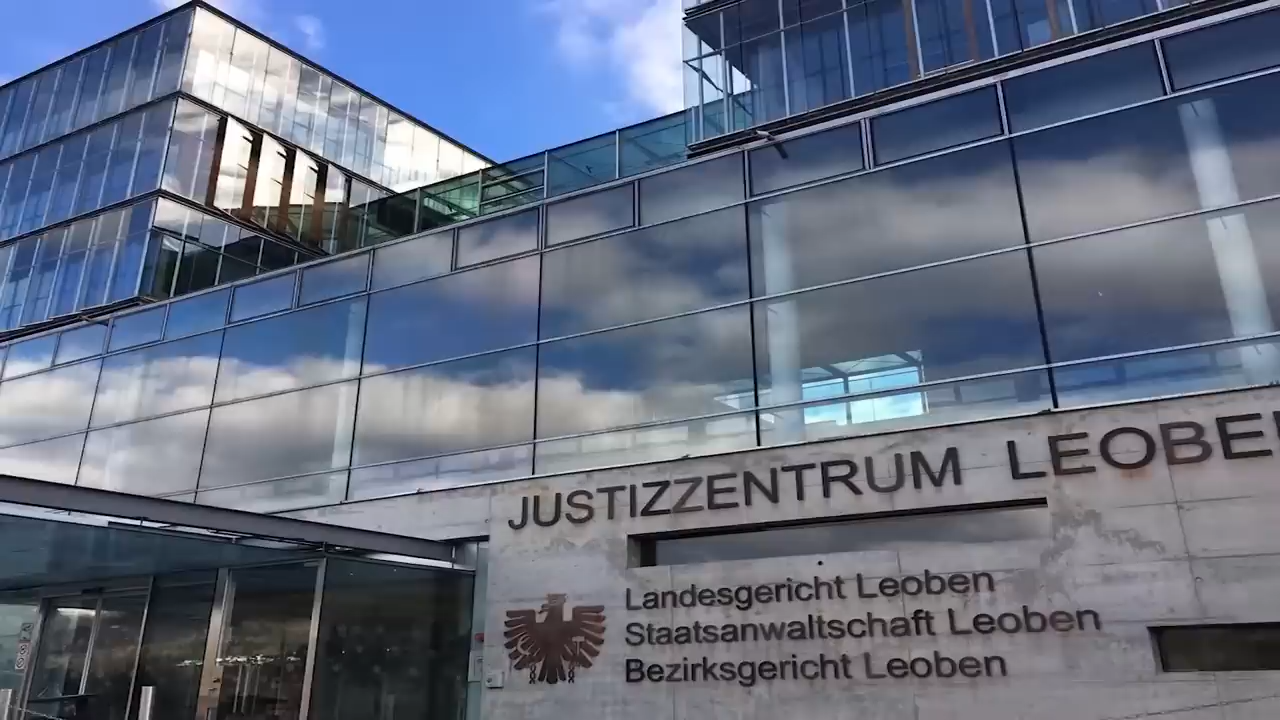 JUSTIZZENTRUM LEOBEN
Landesgericht Leoben
Staatsanwaltschaft Leoben
Bezirksgericht Leoben